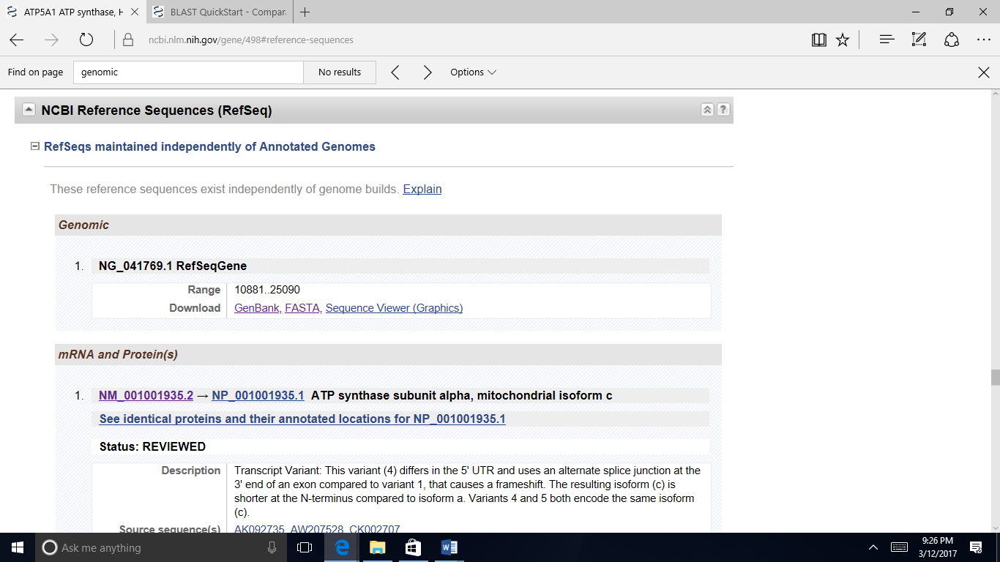 ATP5A1 ATP synthase, H
BLAST QuickStart - Compar
ncbi.nlm.nih.gov/gene/498#reference-sequences
Find on page genomic No results Options
NCBI Reference Sequences (RefSeq)
?
RefSeqs maintained independently of Annotated Genomes
These reference sequences exist independently of genome builds. Explain
Genomic
1. NG_041769.1 RefSeqGene
Range 10881..25090
Download GenBank, FASTA, Sequence Viewer (Graphics)
mRNA and Protein(s)
1. NM_001001935.2 → NP_001001935.1 ATP synthase subunit alpha, mitochondrial isoform c
See identical proteins and their annotated locations for NP_001001935.1
Status: REVIEWED
Description Transcript Variant: This variant (4) differs in the 5' UTR and uses an alternate splice junction at the
3' end of an exon compared to variant 1, that causes a frameshift. The resulting isoform (c) is
shorter at the N-terminus compared to isoform a. Variants 4 and 5 both encode the same isoform
(c).
Source sequence(s) AK092735, AW207528, CK002707
Ask me anything
9:26 PM
3/12/2017